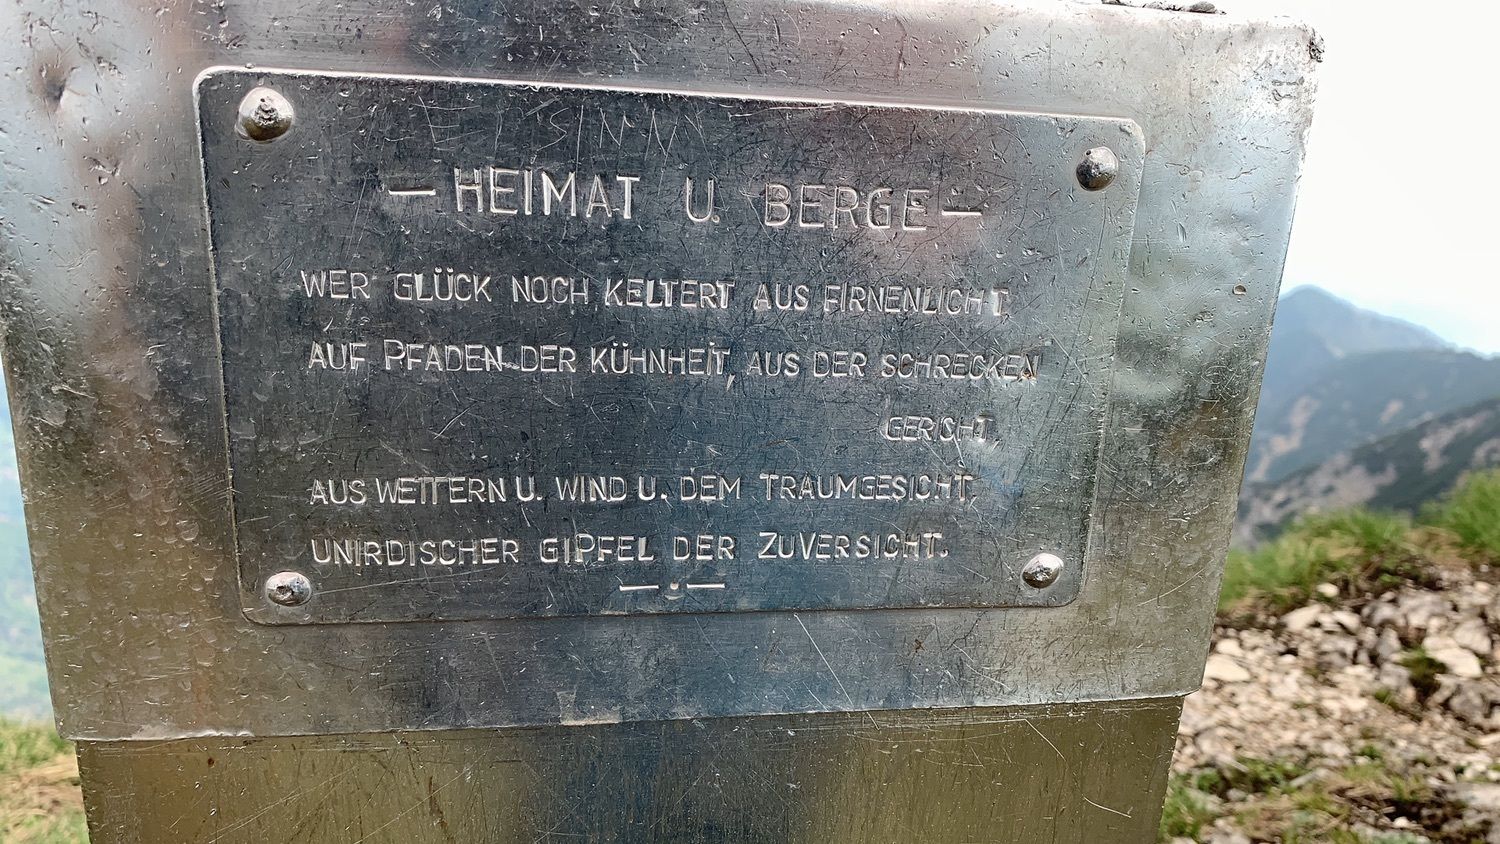 — HEIMAT U. BERGE —
WER GLÜCK NOCH KELTERT AUS FIRNENLICHT,
AUF PFADEN DER KÜHNHEIT, AUS DER SCHRECKEN
GERICHT,
AUS WETTERN U. WIND U. DEM TRAUMGESICHT,
UNIRDISCHER GIPFEL DER ZUVERSICHT.